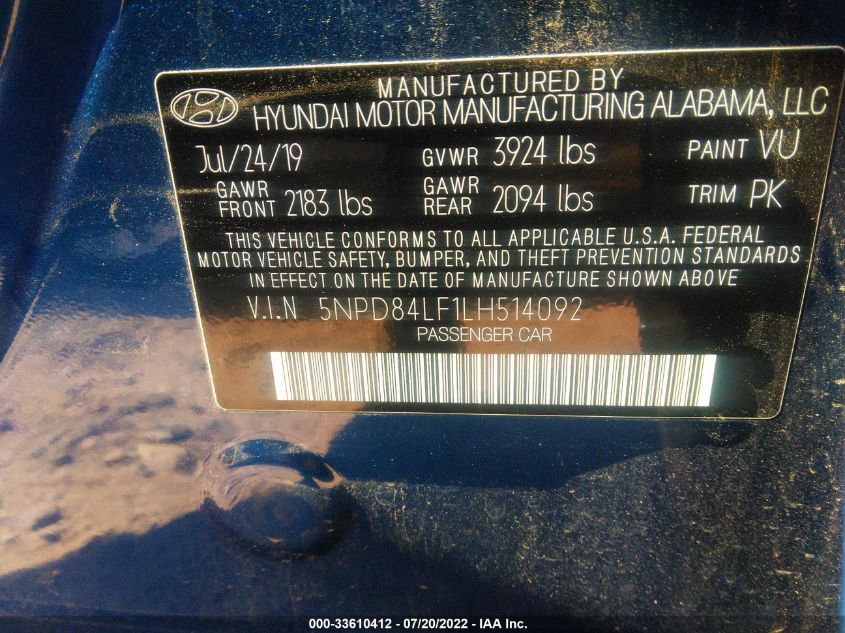 MANUFACTURED BY
HYUNDAI MOTOR MANUFACTURING ALABAMA, LLC
Jul/24/19 GVWR 3924 lbs PAINT VU
GAWR FRONT 2183 lbs GAWR REAR 2094 lbs TRIM PK
THIS VEHICLE CONFORMS TO ALL APPLICABLE U.S.A. FEDERAL
MOTOR VEHICLE SAFETY, BUMPER, AND THEFT PREVENTION STANDARDS
IN EFFECT ON THE DATE OF MANUFACTURE SHOWN ABOVE
V.I.N 5NPD84LF1LH514092
PASSENGER CAR
000-33610412 - 07/20/2022 - IAA Inc.